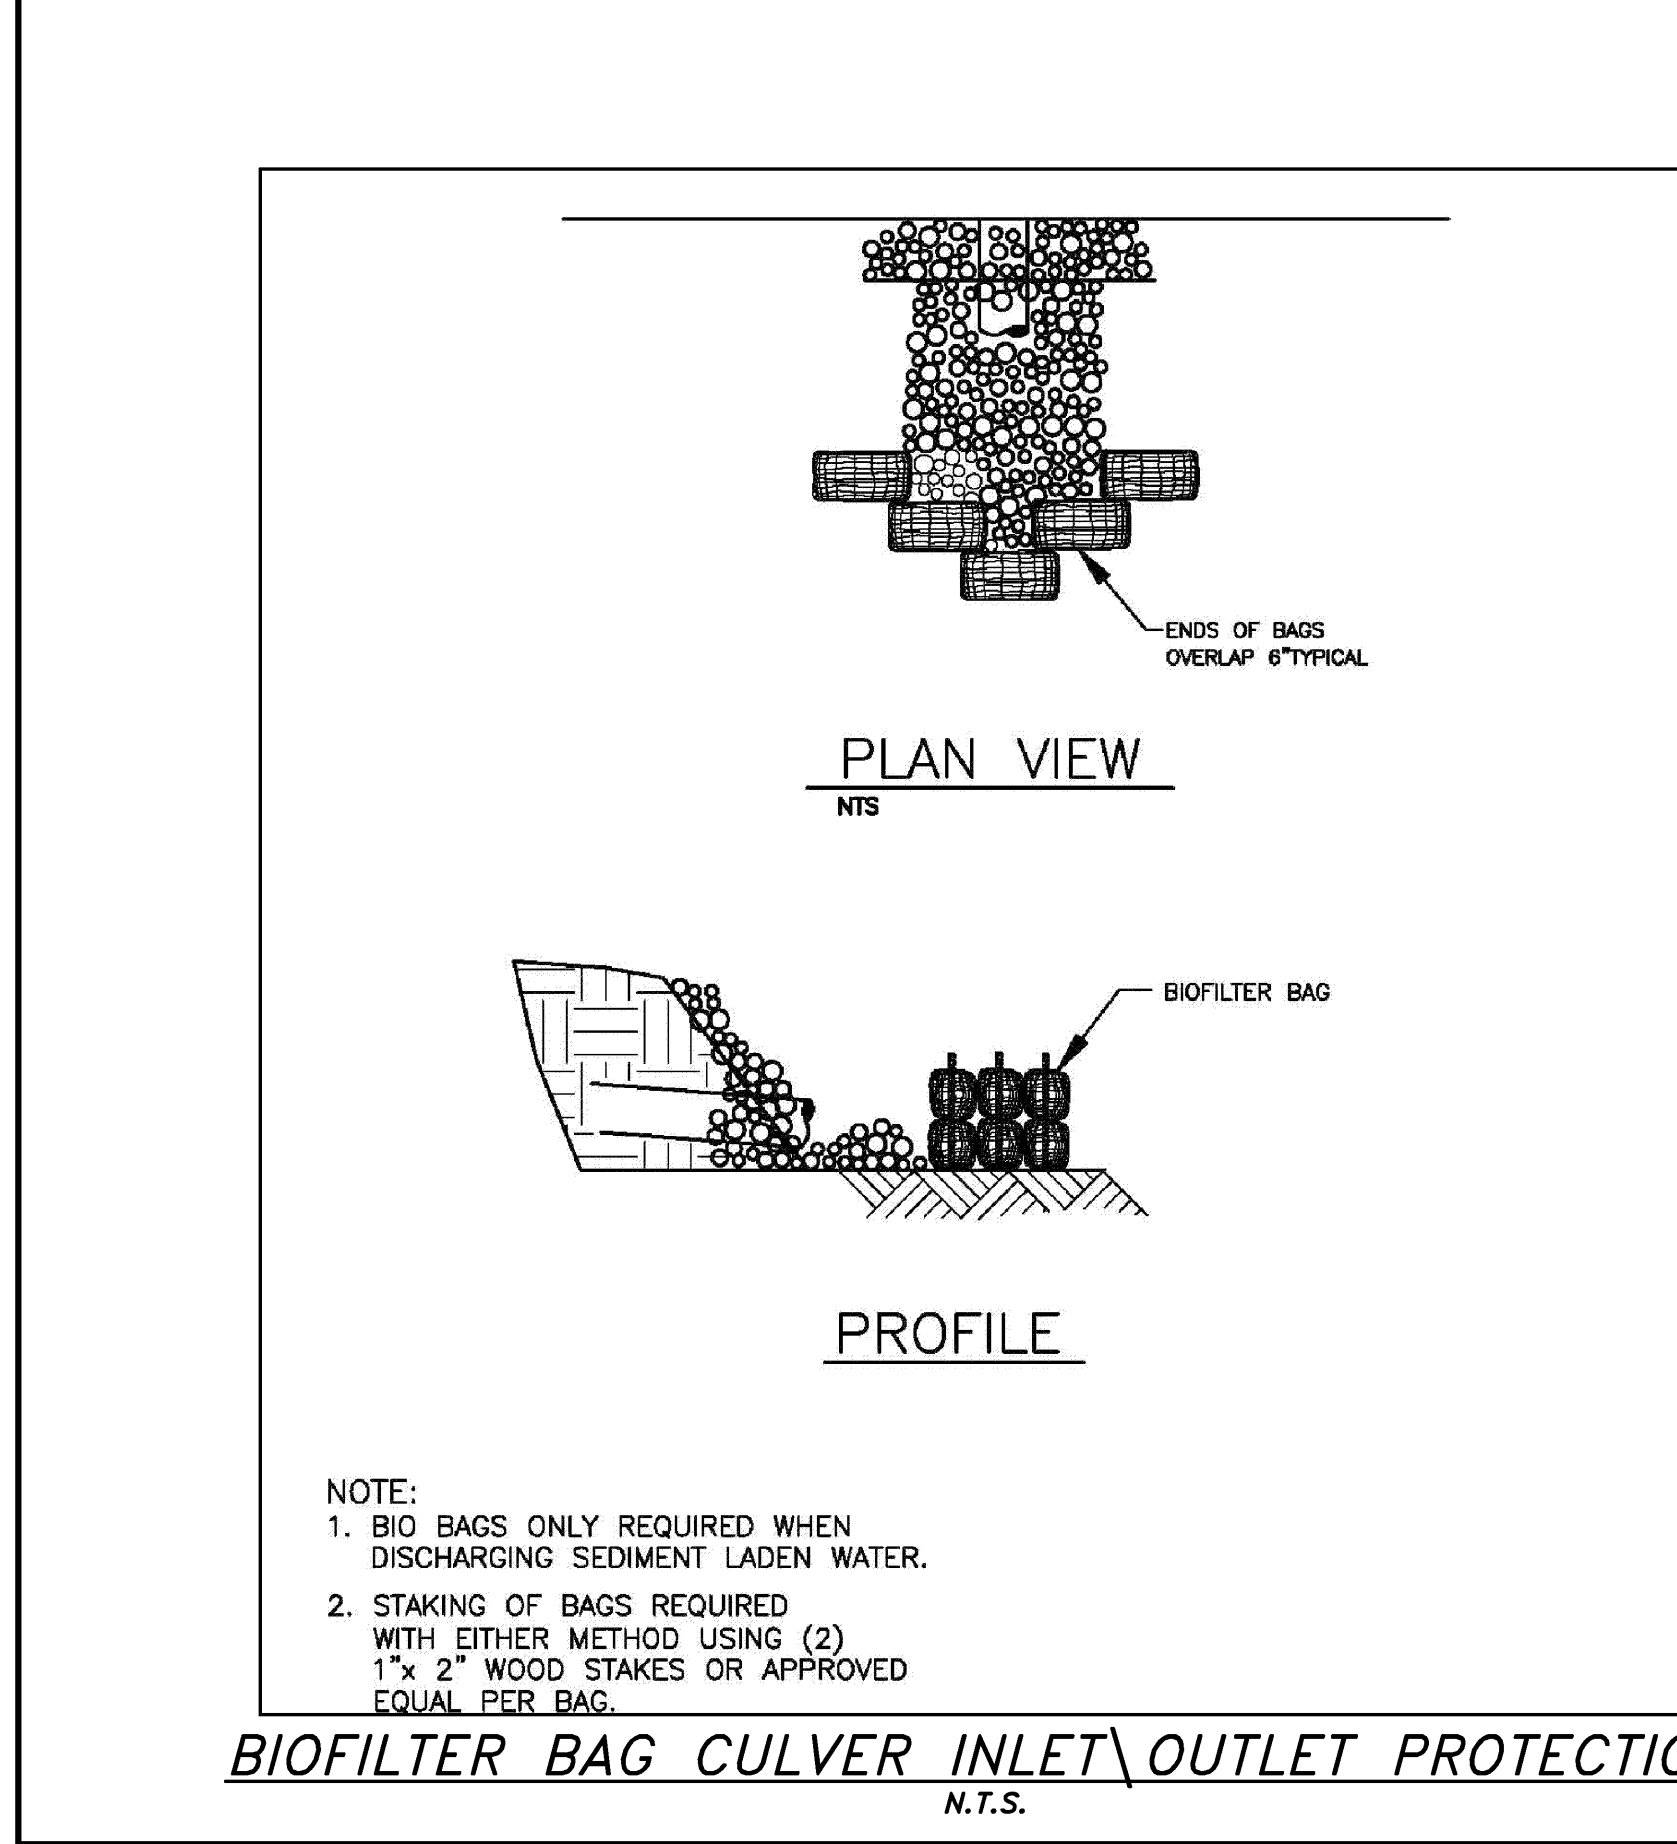 ENDS OF BAGS
OVERLAP 6"TYPICAL
PLAN VIEW
NTS
BIOFILTER BAG
PROFILE
NOTE:
1. BIO BAGS ONLY REQUIRED WHEN
DISCHARGING SEDIMENT LADEN WATER.
2. STAKING OF BAGS REQUIRED
WITH EITHER METHOD USING (2)
1"x 2" WOOD STAKES OR APPROVED
EQUAL PER BAG.
BIOFILTER BAG CULVER INLET\OUTLET PROTECTIO
N.T.S.